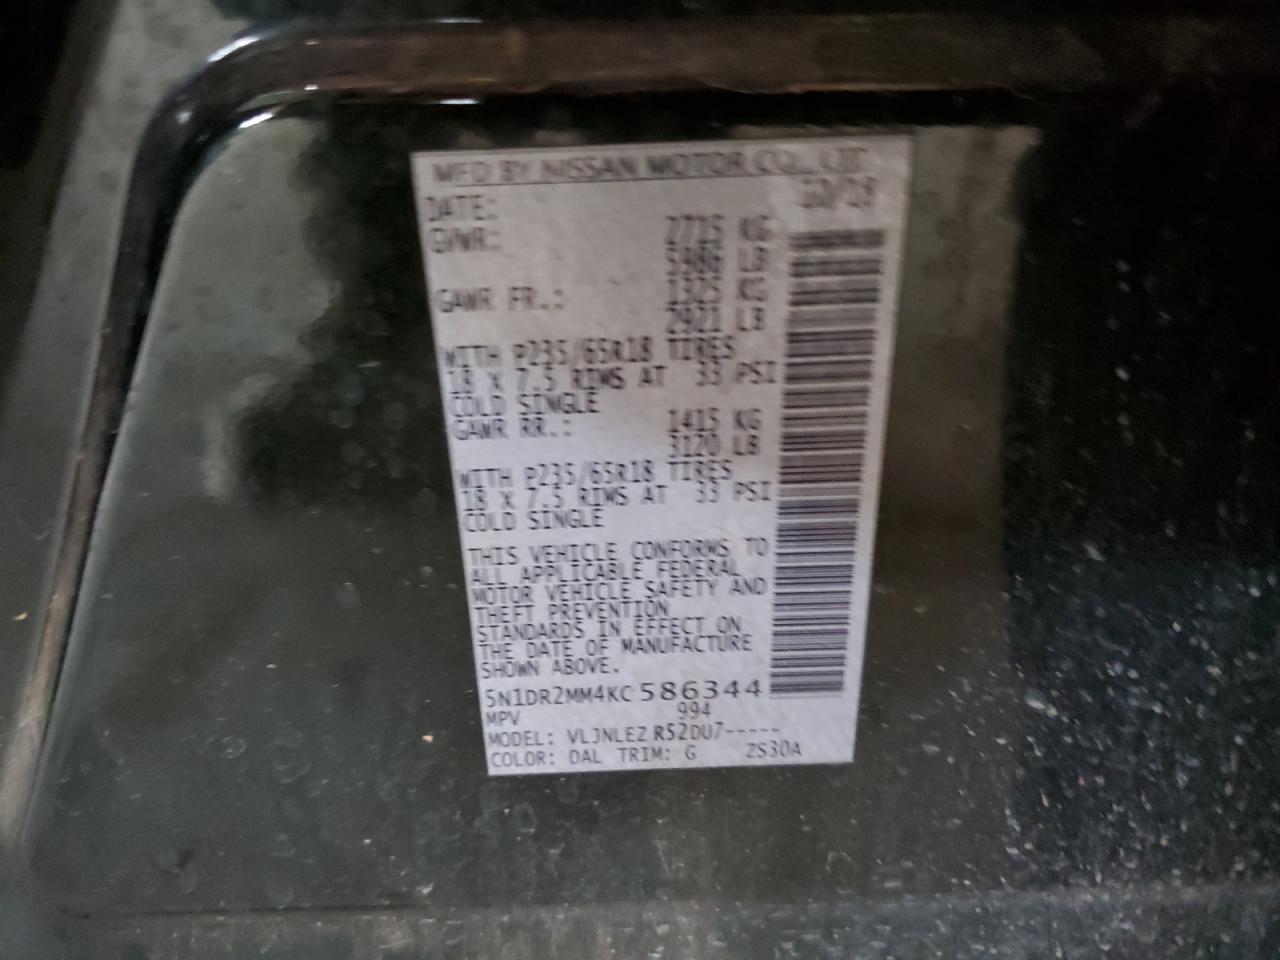 MFD BY NISSAN MOTOR CO., LTD
DATE: 10/18
GVWR: 2715 KG
5986 LB
GAWR FR.: 1325 KG
2921 LB
WITH P235/65R18 TIRES
18 X 7.5 RIMS AT 33 PSI
COLD SINGLE
GAWR RR.: 1415 KG
3120 LB
WITH P235/65R18 TIRES
18 X 7.5 RIMS AT 33 PSI
COLD SINGLE
THIS VEHICLE CONFORMS TO
ALL APPLICABLE FEDERAL
MOTOR VEHICLE SAFETY AND
THEFT PREVENTION
STANDARDS IN EFFECT ON
THE DATE OF MANUFACTURE
SHOWN ABOVE.
5N1DR2MM4KC586344
MPV 994
MODEL: VLJNLEZ R52DU7-----
COLOR: DAL TRIM: G ZS30A